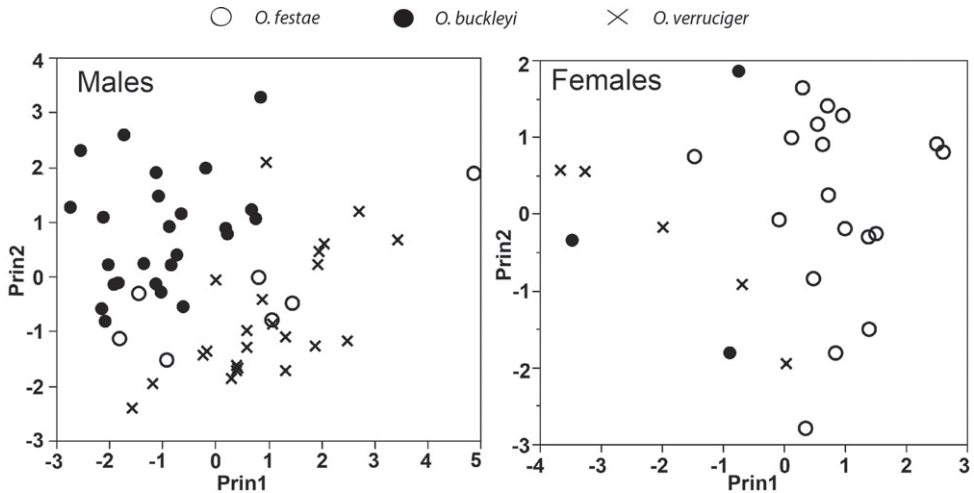 O. festae O. buckleyi O. verruciger
Males
4
3
2
1
0
-1
-2
-3
Prin2
-3 -2 -1 0 1 2 3 4 5
Prin1
Females
2
1
0
-1
-2
-3
Prin2
-4 -3 -2 -1 0 1 2 3
Prin1